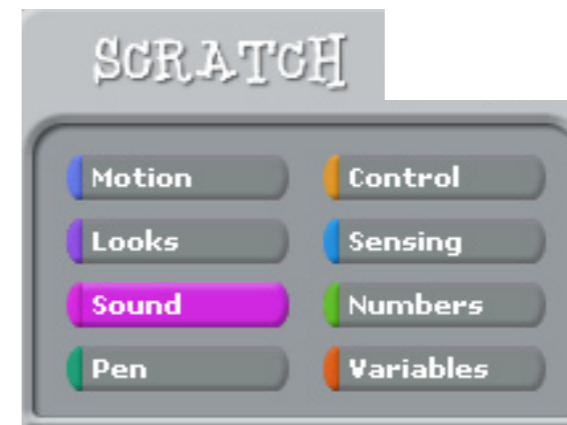 SCRATCH
Motion
Control
Looks
Sensing
Sound
Numbers
Pen
Variables